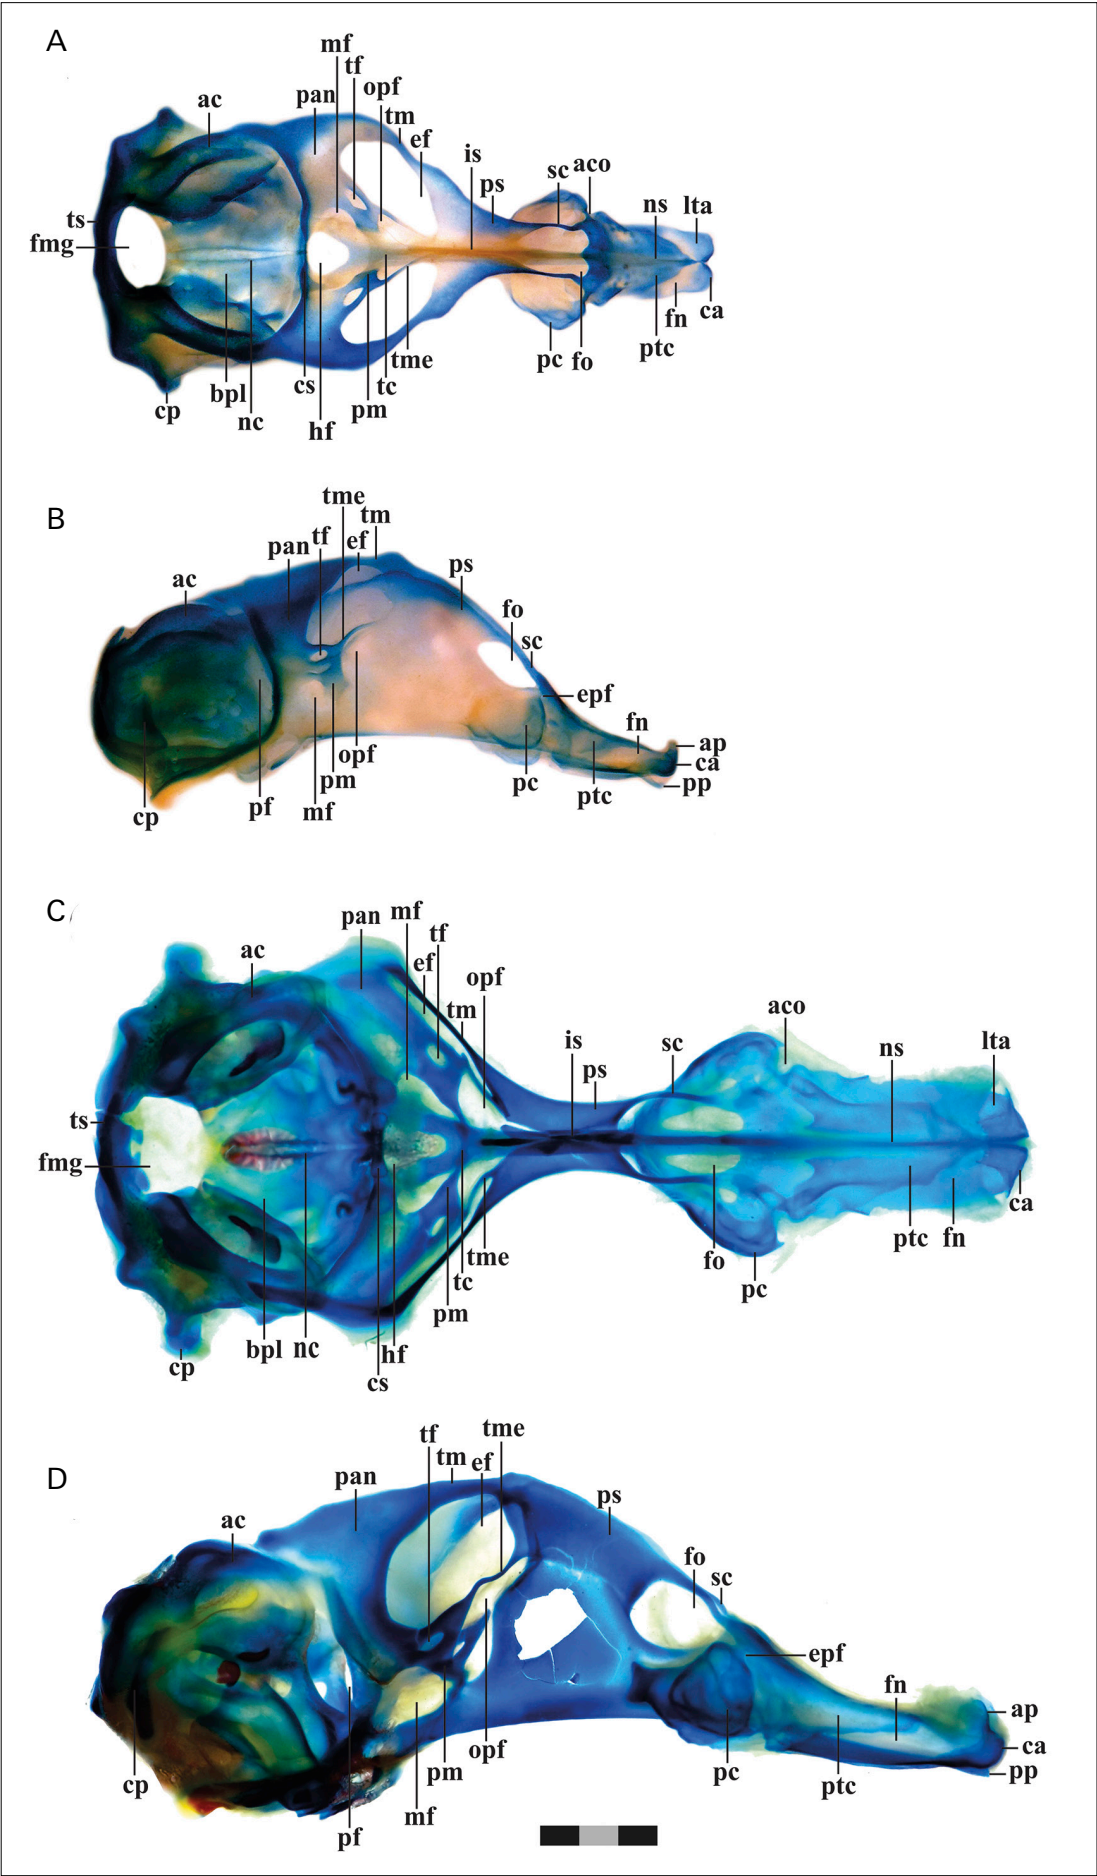 A
mf
tf
opf
pan
ac
tm
ef
is
ps
sc aco
ns
lta
ts
fmg
ca
fn
ptc
pc fo
tme
tc
cs
pm
bpl
cp
nc
hf
B
tme
tm
tf
ef
pan
ps
ac
fo
sc
epf
fn
ap
ca
pp
opf
pm
pc
ptc
pf
mf
cp
C
pan
mf
tf
ac
ef
opf
tm
aco
is
sc
ns
lta
ps
ts
fmg
ca
ptc fn
fo
tme
tc
pc
pm
bpl nc
hf
cp
cs
D
tf
tme
tm
ef
pan
ps
ac
fo
sc
epf
fn
ap
ca
opf
pm
pc
pp
cp
ptc
mf
pf